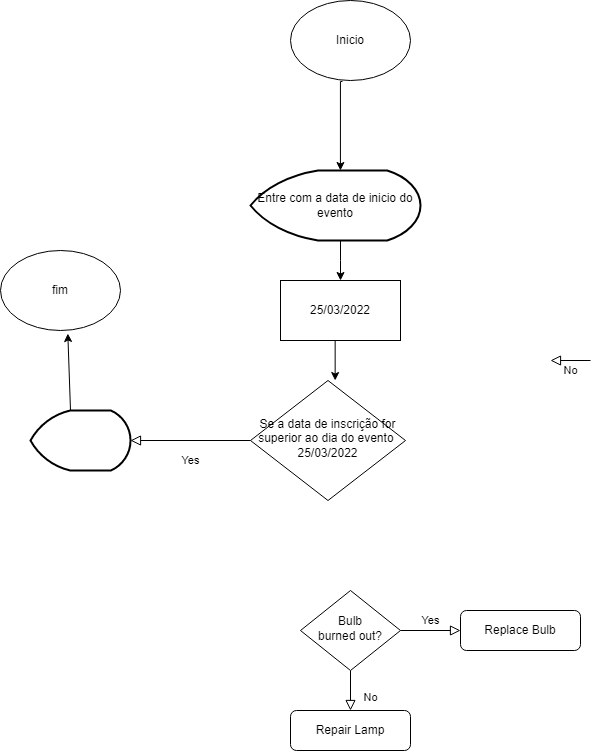 Inicio
Entre com a data de inicio do
evento
25/03/2022
fim
No
Se a data de inscrição for
superior ao dia do evento
25/03/2022
Yes
Bulb
burned out?
Yes
Replace Bulb
No
Repair Lamp